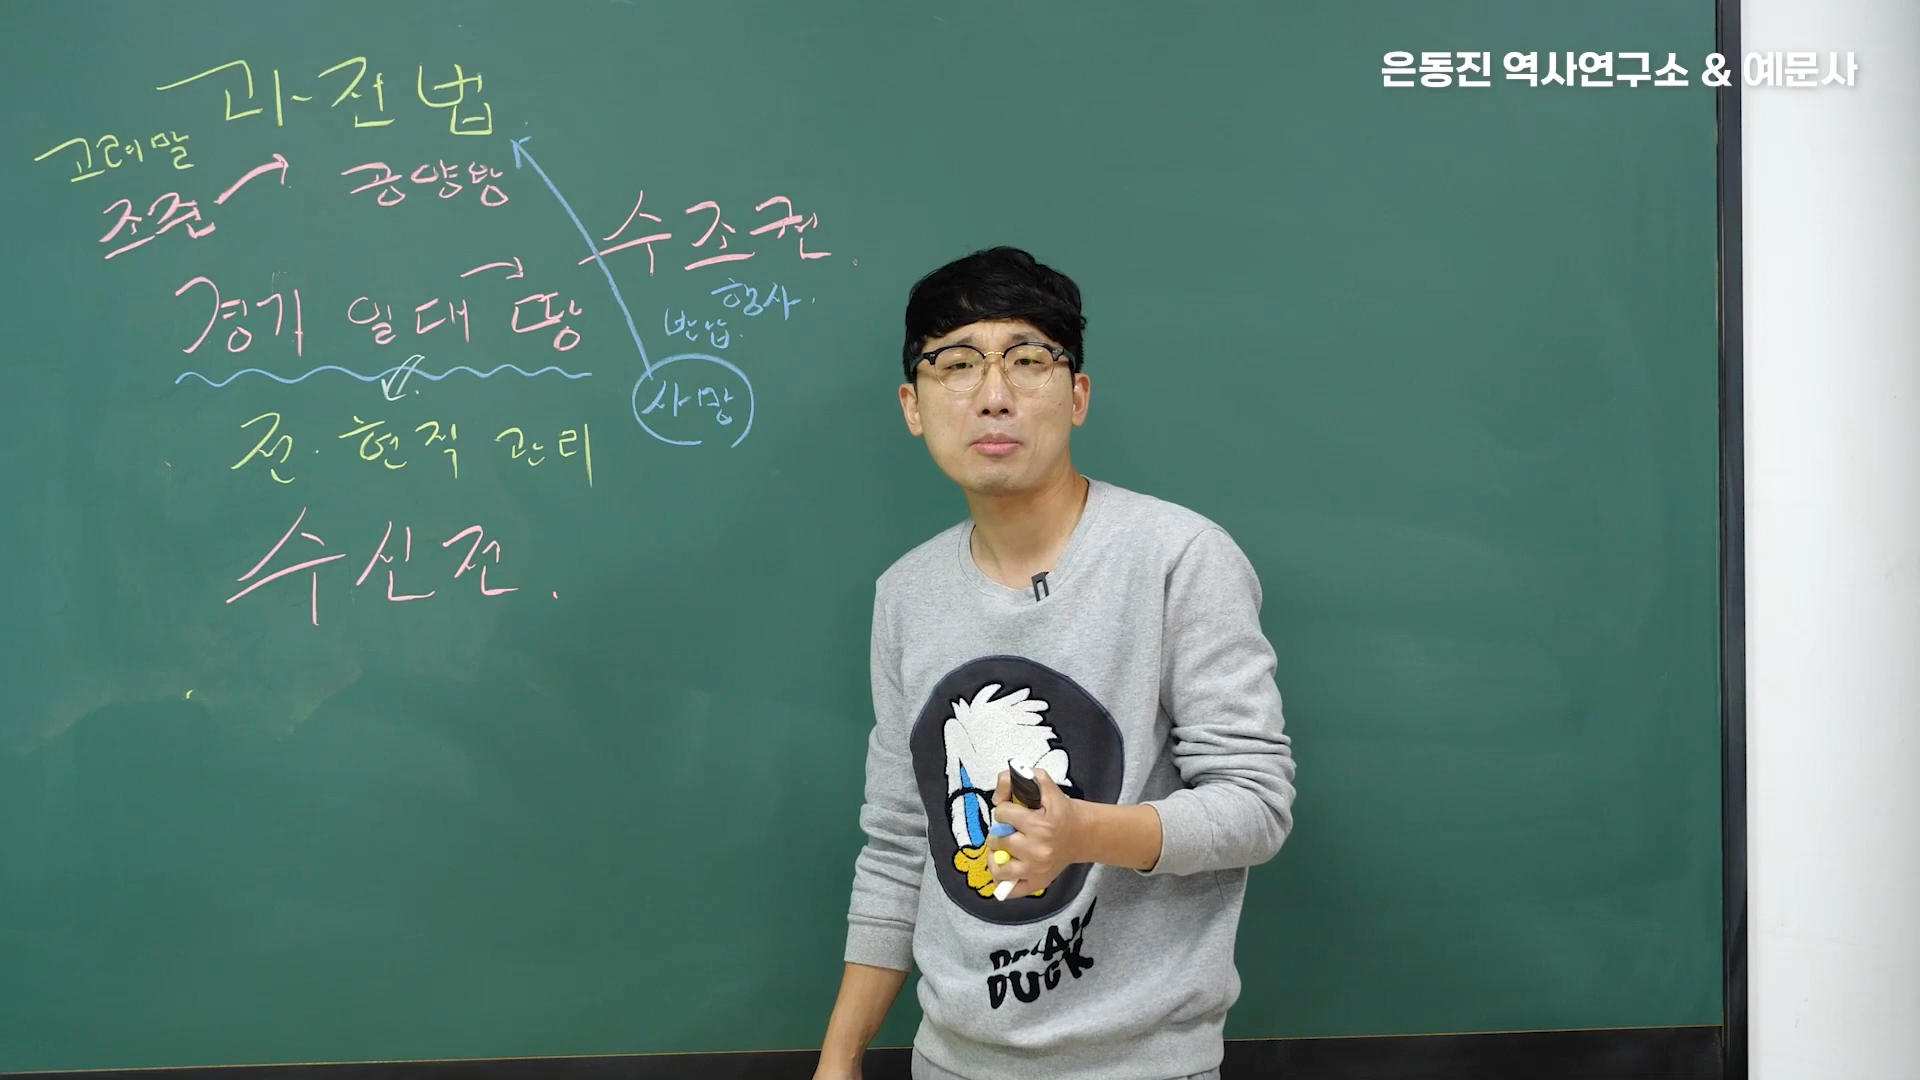 은동진 역사연구소 & 예문사
과전법
고려말
조준 → 공양왕
수조권.
경기 일대 땅
행사.
반납.
사망
전·현직 관리
수신전.
DUCK